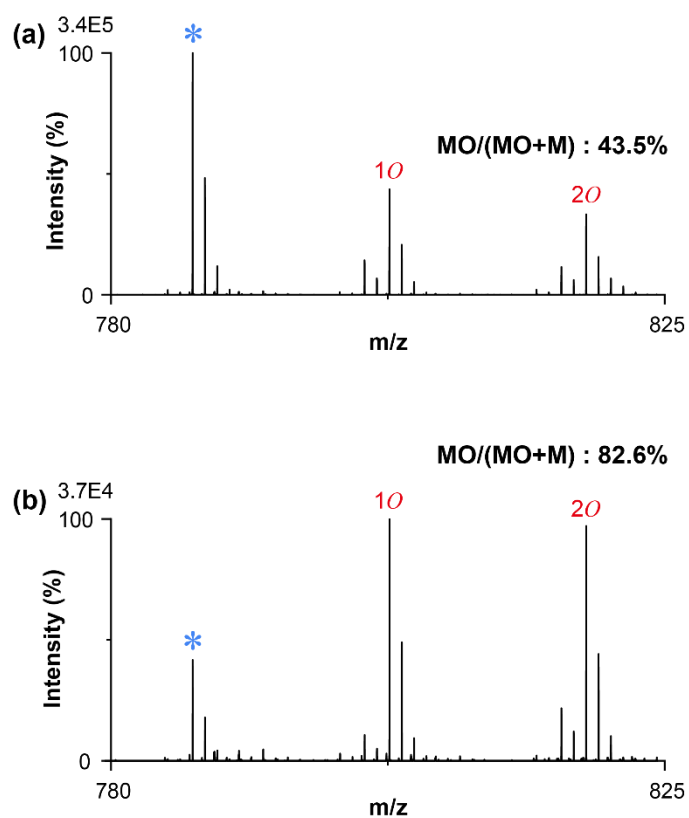 (a)
3.4E5
*
100
MO/(MO+M) : 43.5%
1O
2O
Intensity (%)
0
780
825
m/z
MO/(MO+M) : 82.6%
(b)
3.7E4
1O
2O
100
*
Intensity (%)
0
780
825
m/z